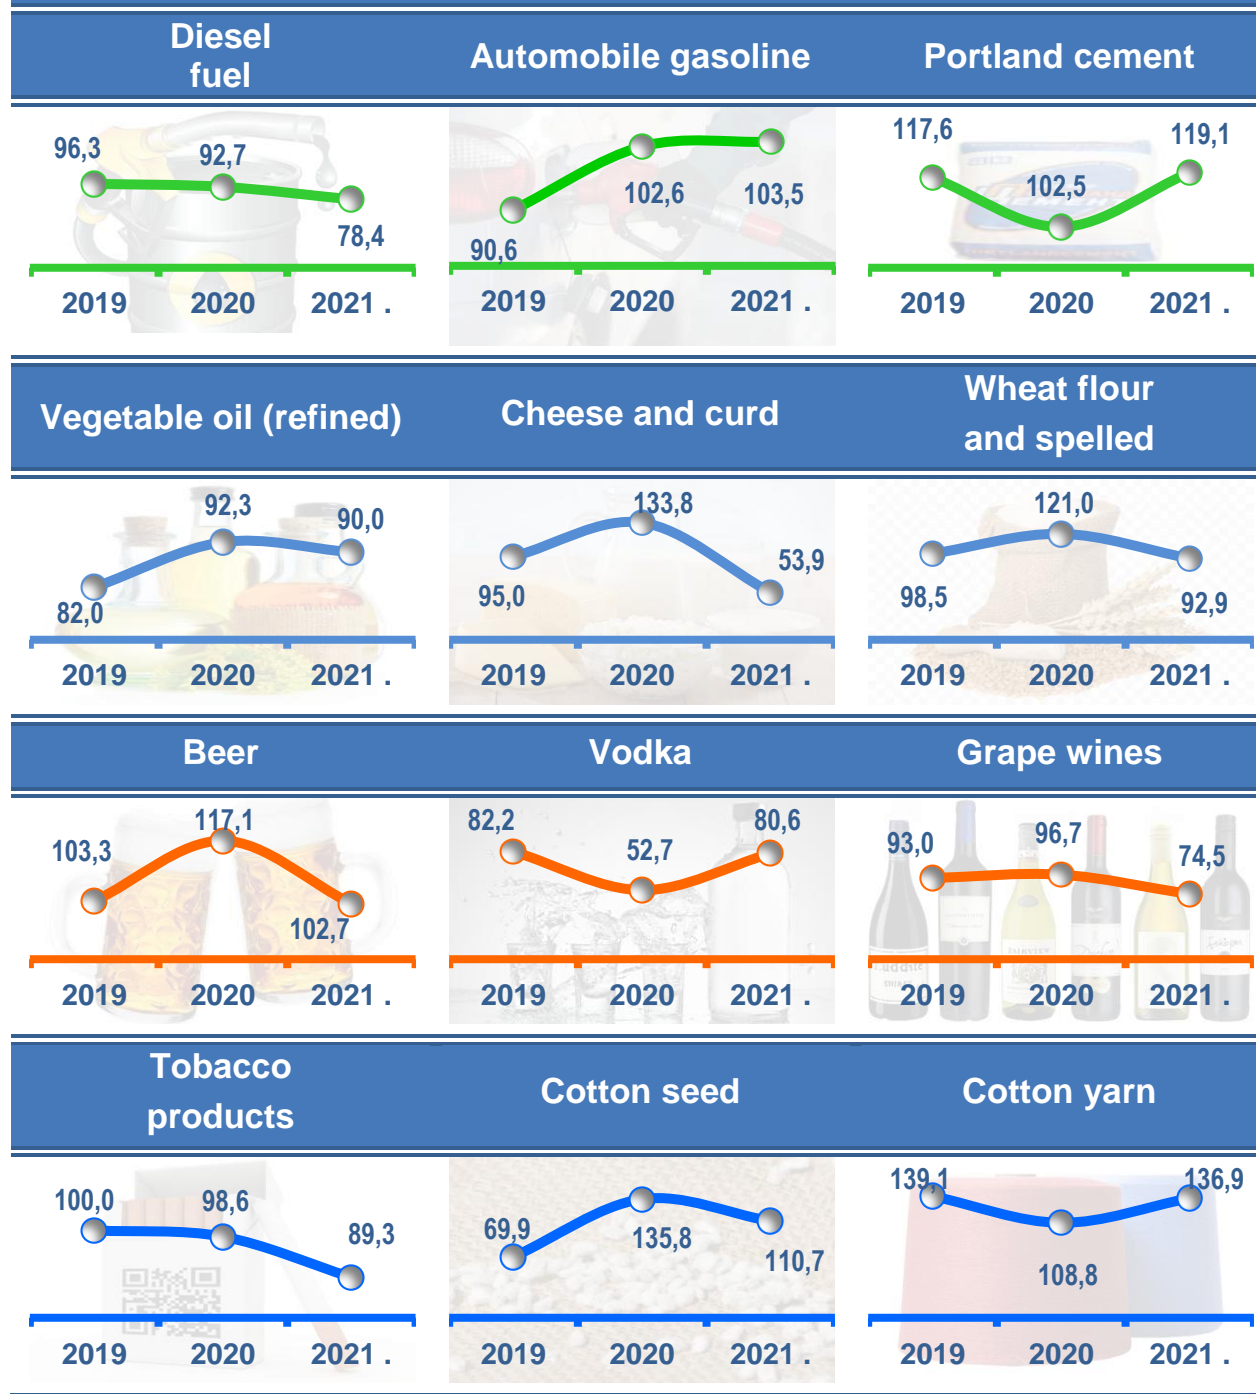 Diesel
fuel
Automobile gasoline
Portland cement
96,3
92,7
78,4
2019 2020 2021 .
90,6
102,6
103,5
2019 2020 2021 .
117,6
102,5
119,1
2019 2020 2021 .
Vegetable oil (refined)
Cheese and curd
Wheat flour
and spelled
82,0
92,3
90,0
2019 2020 2021 .
95,0
133,8
53,9
2019 2020 2021 .
98,5
121,0
92,9
2019 2020 2021 .
Beer
Vodka
Grape wines
103,3
117,1
102,7
2019 2020 2021 .
82,2
52,7
80,6
2019 2020 2021 .
93,0
96,7
74,5
2019 2020 2021 .
Tobacco
products
Cotton seed
Cotton yarn
100,0
98,6
89,3
2019 2020 2021 .
69,9
135,8
110,7
2019 2020 2021 .
139,1
108,8
136,9
2019 2020 2021 .